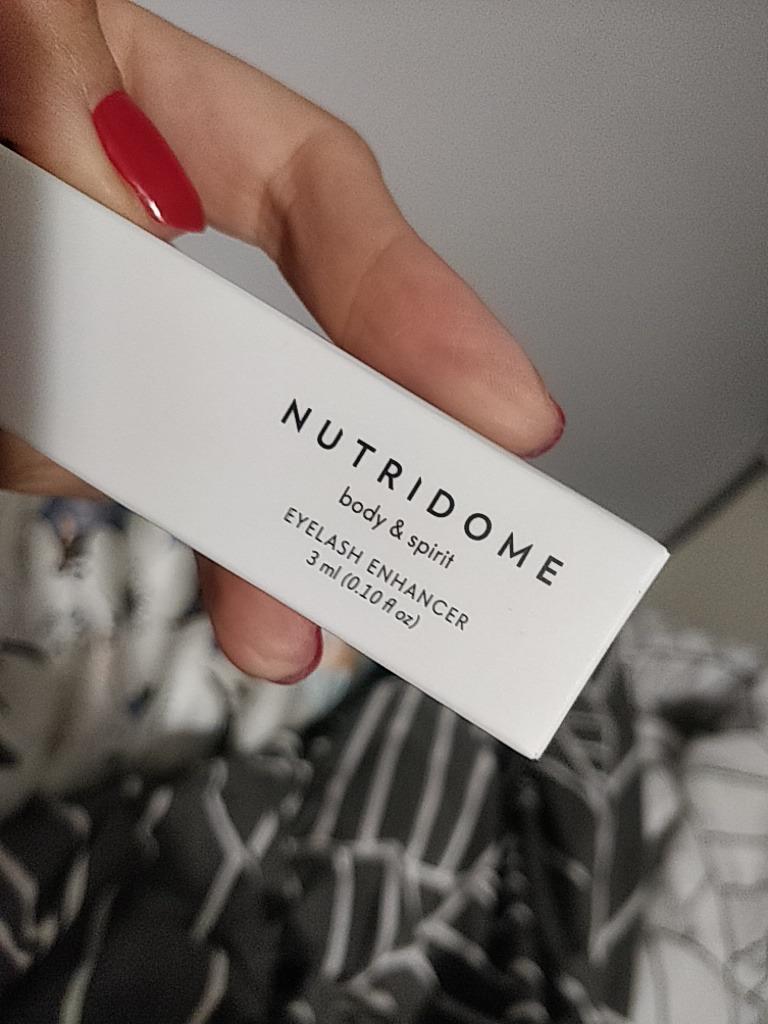 NUTRIDOME
body & spirit
EYELASH ENHANCER
3 ml (0.10 fl oz)